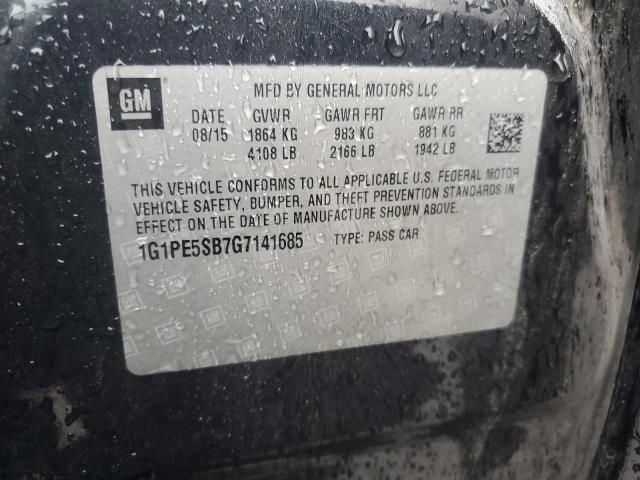 GM
MFD BY GENERAL MOTORS LLC
DATE GVWR GAWR FRT GAWR RR
08/15 1864 KG 983 KG 881 KG
4108 LB 2166 LB 1942 LB
THIS VEHICLE CONFORMS TO ALL APPLICABLE U.S. FEDERAL MOTOR
VEHICLE SAFETY, BUMPER, AND THEFT PREVENTION STANDARDS IN
EFFECT ON THE DATE OF MANUFACTURE SHOWN ABOVE.
1G1PE5SB7G7141685 TYPE: PASS CAR